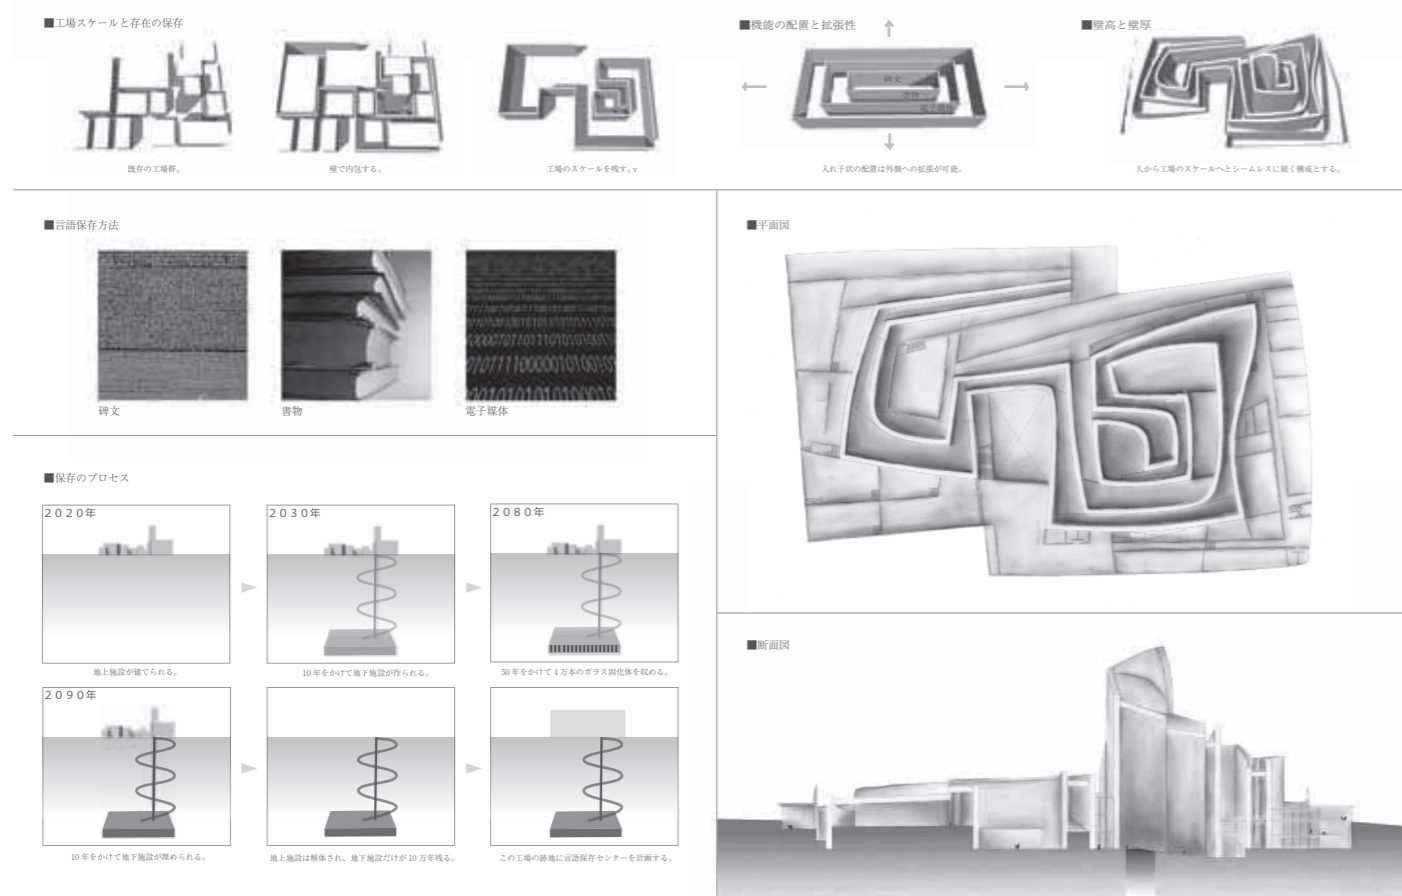 ■工場スケールと存在の保存
既存の工場群。
壁で内包する。
工場のスケールを残す。v
■機能の配置と拡張性
碑文
書物
電子媒体
入れ子状の配置は外側への拡張が可能。
■壁高と壁厚
人から工場のスケールへとシームレスに続く構成とする。
■言語保存方法
碑文
書物
電子媒体
■保存のプロセス
2020年
地上施設が建てられる。
2030年
10年をかけて地下施設が作られる。
2080年
50年をかけて4万本のガラス固化体を収める。
2090年
10年をかけて地下施設が埋められる。
地上施設は解体され、地下施設だけが10万年残る。
この工場の跡地に言語保存センターを計画する。
■平面図
■断面図